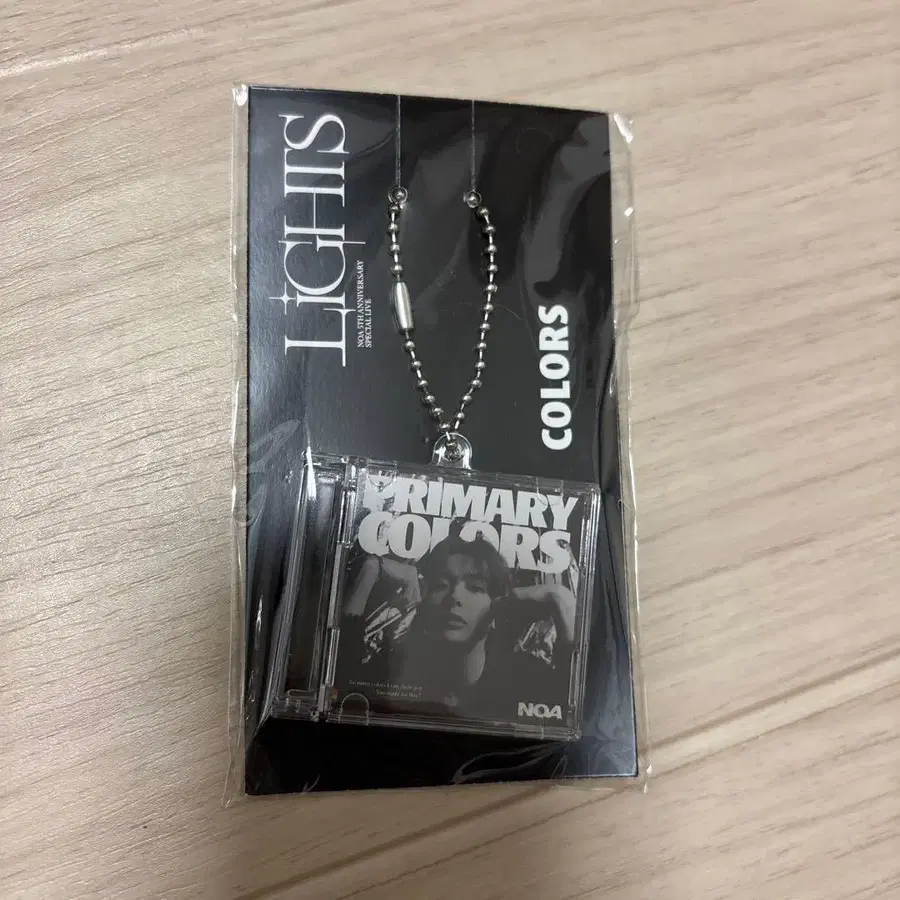 LiGHTS
NOA 5TH ANNIVERSARY
SPECIAL LIVE
COLORS
PRIMARY
COLORS
NOA